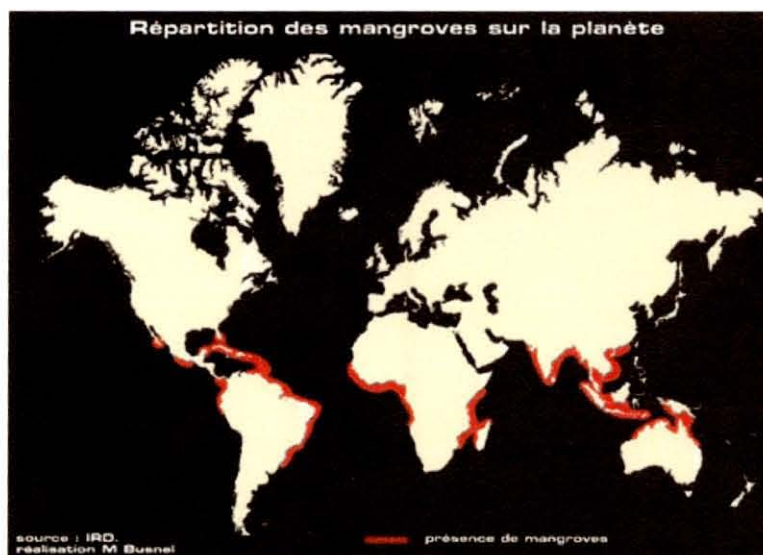 Répartition des mangroves sur la planète
source : IRD.
réalisation M Busnel
présence de mangroves